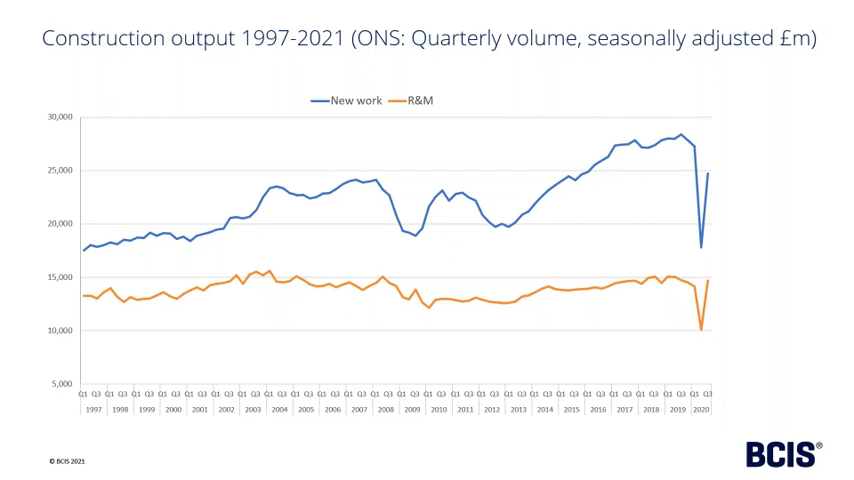 Construction output 1997-2021 (ONS: Quarterly volume, seasonally adjusted £m)
New work R&M
30,000
25,000
20,000
15,000
10,000
5,000
Q1 Q3 Q1 Q3 Q1 Q3 Q1 Q3 Q1 Q3 Q1 Q3 Q1 Q3 Q1 Q3 Q1 Q3 Q1 Q3 Q1 Q3 Q1 Q3 Q1 Q3 Q1 Q3 Q1 Q3 Q1 Q3 Q1 Q3 Q1 Q3 Q1 Q3 Q1 Q3 Q1 Q3 Q1 Q3 Q1 Q3 Q1 Q3
1997 1998 1999 2000 2001 2002 2003 2004 2005 2006 2007 2008 2009 2010 2011 2012 2013 2014 2015 2016 2017 2018 2019 2020
© BCIS 2021
BCIS®